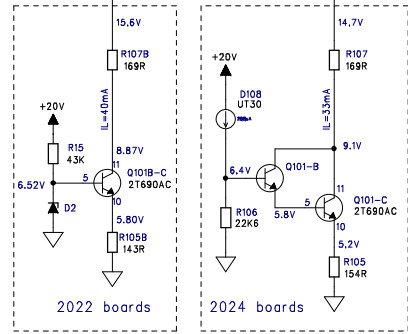 15,6V
R107B
169R
IL=40mA
+20V
R15
43K
8.87V
11
Q101B-C
2T690AC
6.52V
5
D2
10
5.80V
R105B
143R
2022 boards
14,7V
R107
169R
+20V
D108
UT30
IL=33mA
9.1V
Q101-B
6.4V
5
11
Q101-C
2T690AC
R106
22K6
5.8V
5
10
5,2V
R105
154R
2024 boards